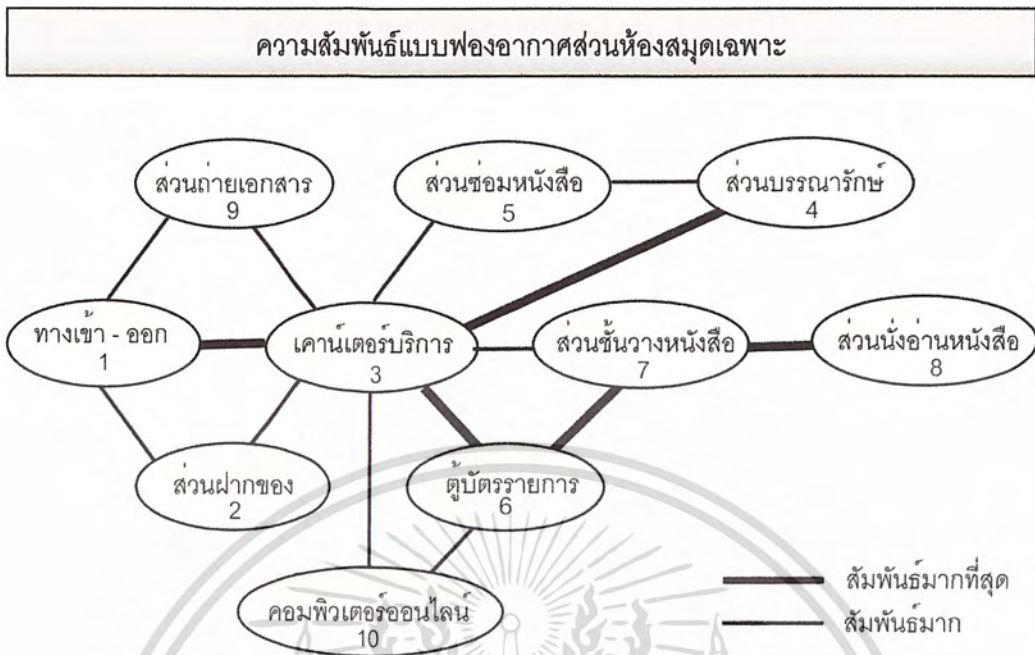 ความสัมพันธ์แบบฟองอากาศส่วนห้องสมุดเฉพาะ
ส่วนถ่ายเอกสาร
9
ส่วนซ่อมหนังสือ
5
ส่วนบรรณารักษ์
4
ทางเข้า - ออก
1
เคาน์เตอร์บริการ
3
ส่วนชั้นวางหนังสือ
7
ส่วนนั่งอ่านหนังสือ
8
ส่วนฝากของ
2
ตู้บัตรรายการ
6
คอมพิวเตอร์ออนไลน์
10
สัมพันธ์มากที่สุด
สัมพันธ์มาก